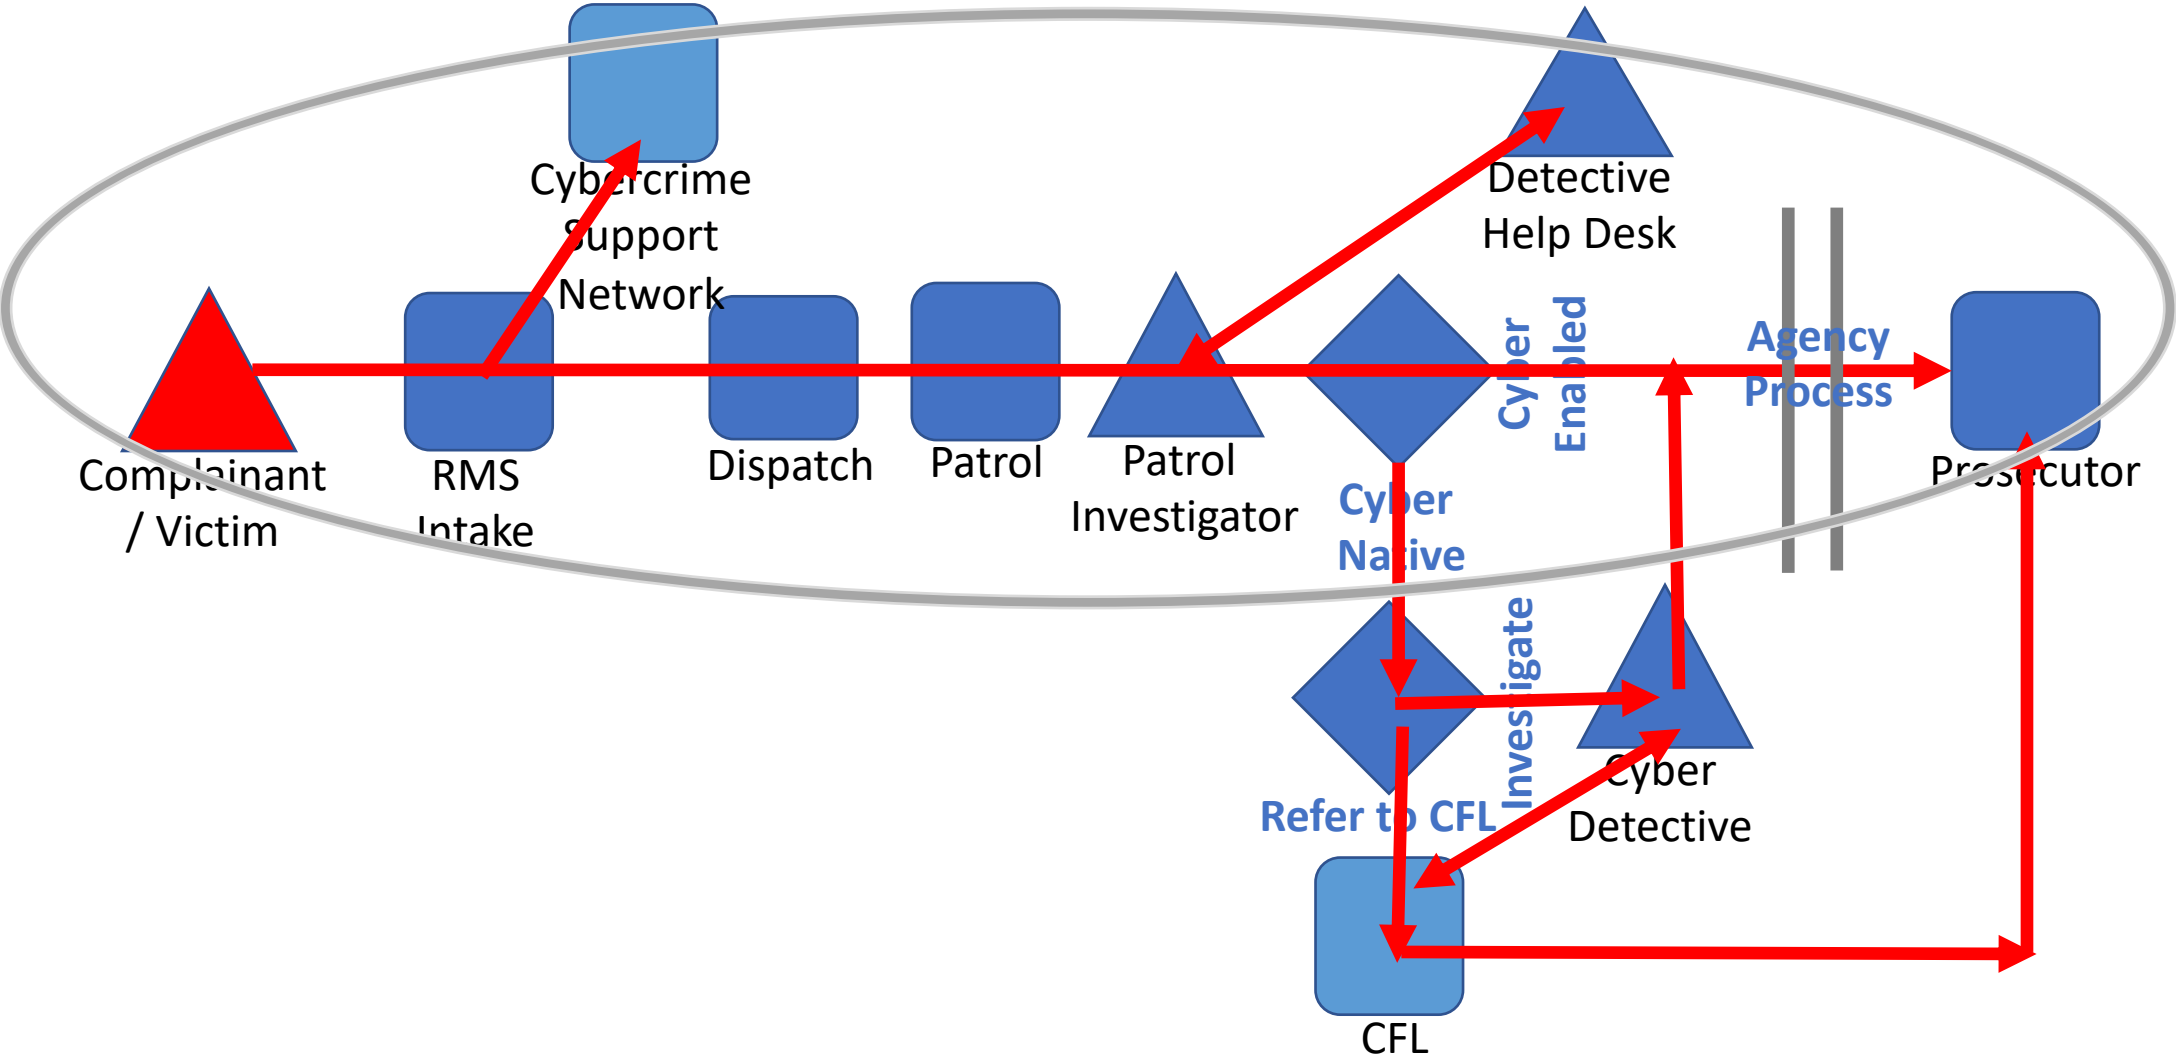 Cybercrime
Support
Network
Detective
Help Desk
Complainant
/ Victim
RMS
Intake
Dispatch
Patrol
Patrol
Investigator
Cyber
Native
Cyber
Enabled
Agency
Process
Prosecutor
Investigate
Refer to CFL
Cyber
Detective
CFL